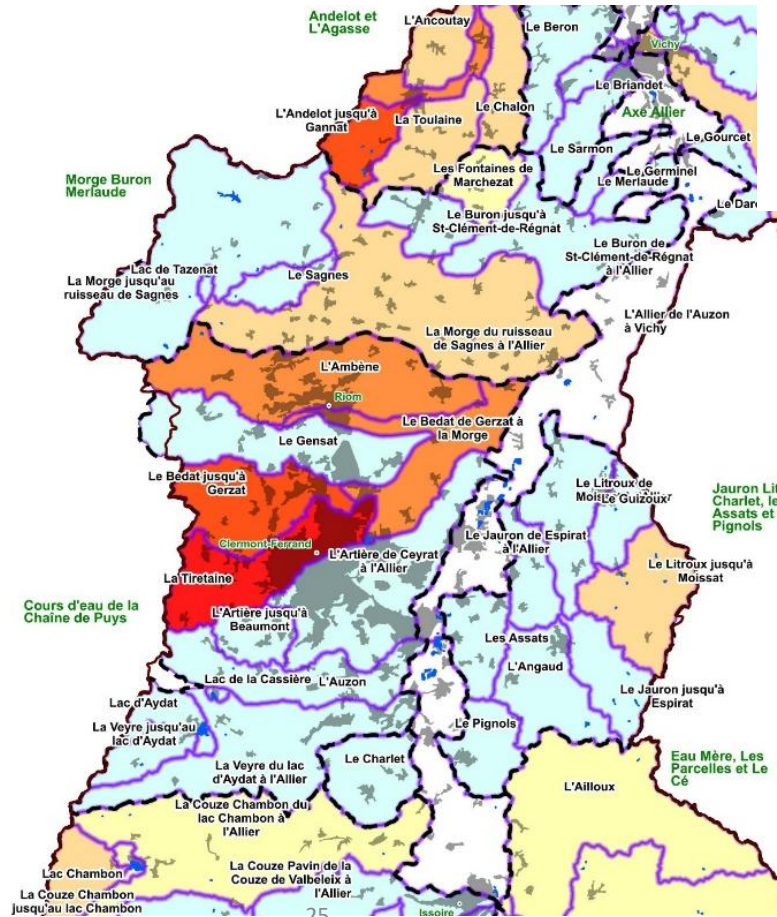 Andelot et
L'Agasse
L'Ancoutay
Le Beron
Vichy
Le Briandet
Axe Allier
L'Andelot jusqu'à
Gannat
La Toulaine
Le Chalon
Le Sarmon
Le Gourcet
Les Fontaines de
Marchezat
Le Germinel
Le Merlaude
Morge Buron
Merlaude
Le Buron jusqu'à
St-Clément-de-Régnat
Le Darc
Le Buron de
St-Clément-de-Régnat
à l'Allier
Lac de Tazenat
La Morge jusqu'au
ruisseau de Sagnes
Le Sagnes
L'Allier de l'Auzon
à Vichy
La Morge du ruisseau
de Sagnes à l'Allier
L'Ambène
Riom
Le Bedat de Gerzat à
la Morge
Le Gensat
Le Bedat jusqu'à
Gerzat
Le Litroux de
Le Guizoux
Jauron Lit
Charlet, le
Assats et
Pignols
Clermont-Ferrand
L'Artière de Ceyrat
à l'Allier
Le Jauron de Espirat
à l'Allier
Le Litroux jusqu'à
Moissat
La Tiretaine
Cours d'eau de la
Chaîne de Puys
L'Artière jusqu'à
Beaumont
Les Assats
L'Angaud
Lac de la Cassière
L'Auzon
Le Jauron jusqu'à
Espirat
Lac d'Aydat
La Veyre jusqu'au
lac d'Aydat
Le Pignols
Le Charlet
La Veyre du lac
d'Aydat à l'Allier
Eau Mère, Les
Parcelles et Le
Cé
L'Ailloux
La Couze Chambon du
lac Chambon à
l'Allier
Lac Chambon
La Couze Pavin de la
Couze de Valbeleix à
l'Allier
La Couze Chambon
jusqu'au lac Chambon
25
Issoire